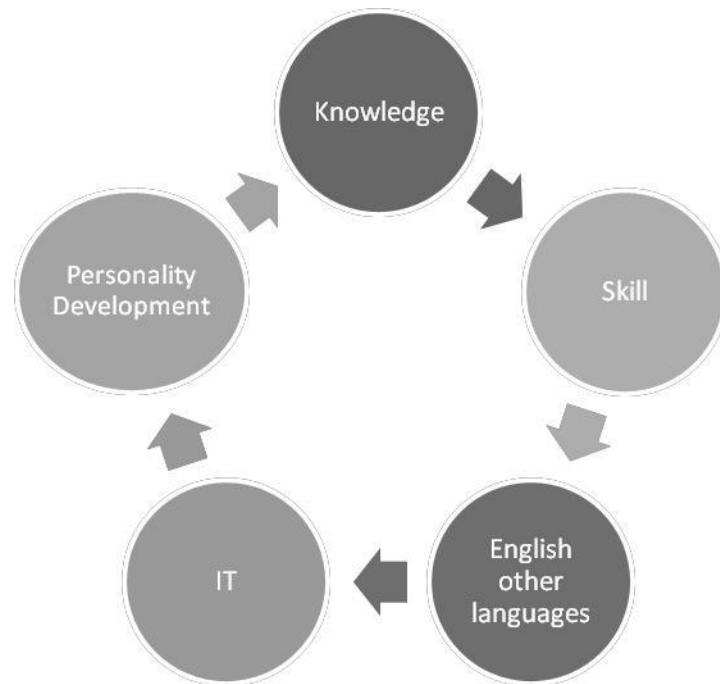 Knowledge
Skill
English
other
languages
IT
Personality
Development